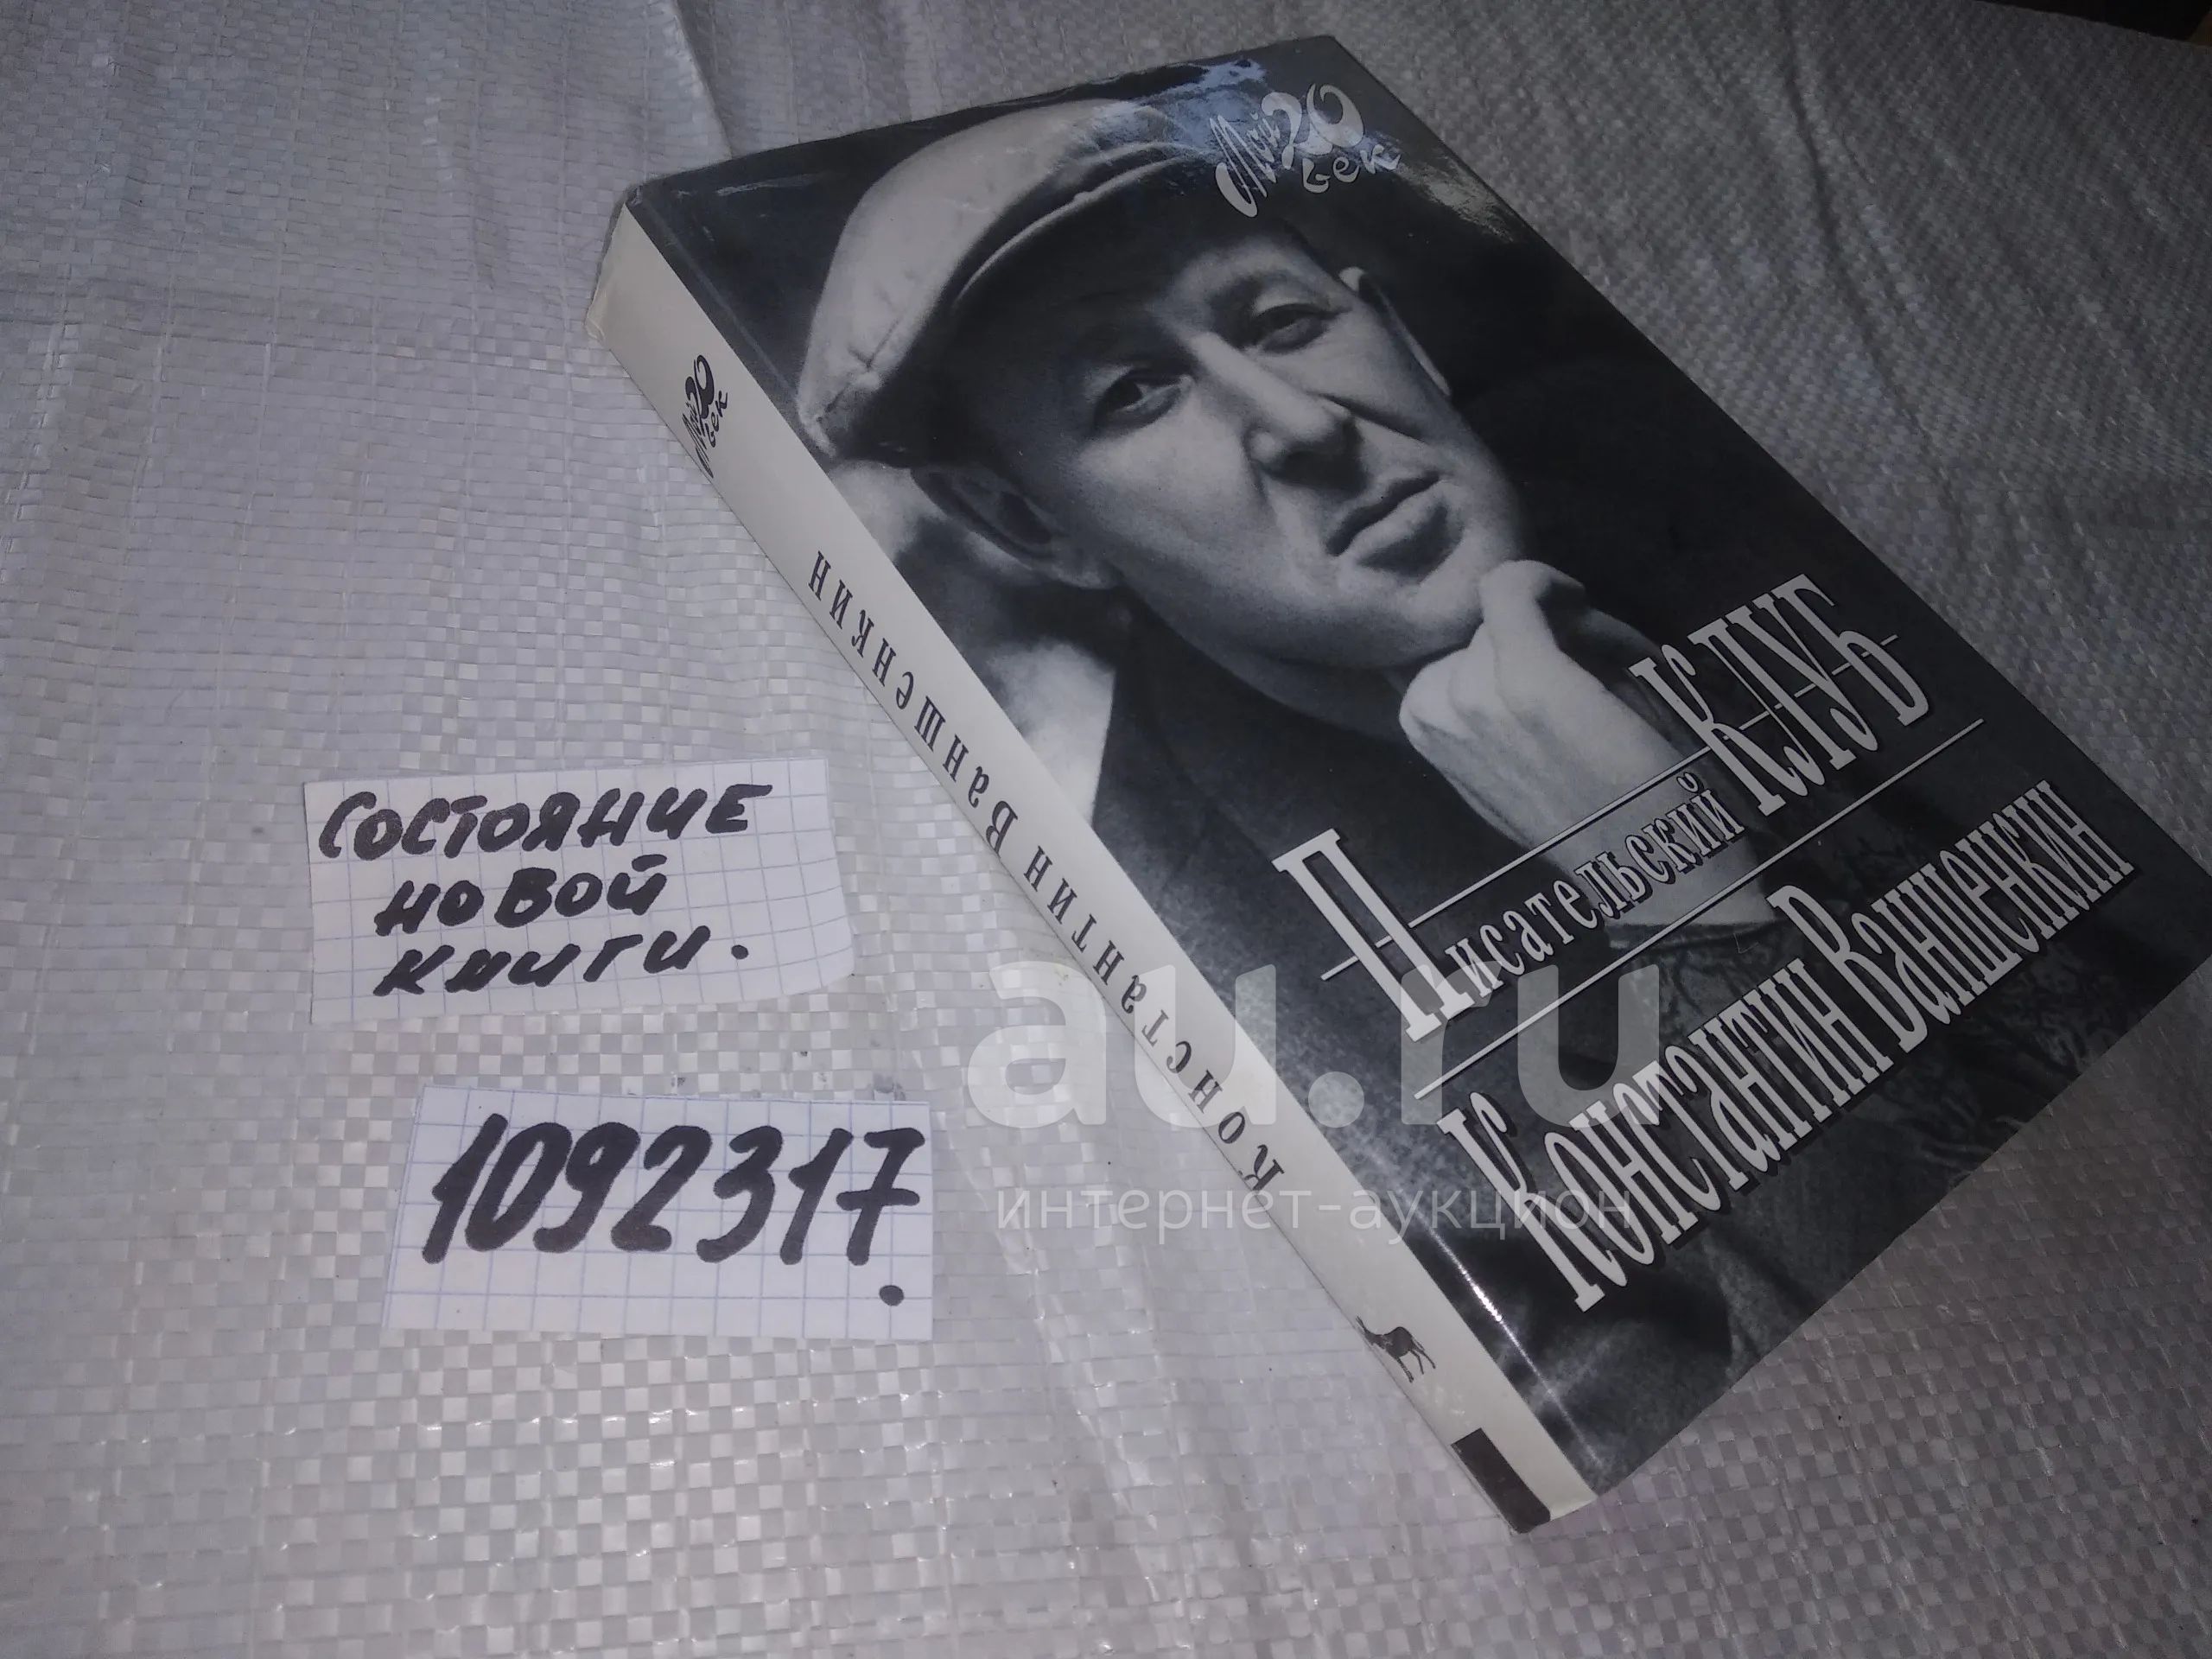 Мой 20 век
Писательский КЛУБ
Константин Ваншенкин
Мой 20 век
Константин Ваншенкин
СОСТОЯНИЕ
НОВОЙ
КНИГИ.
1092317.
au.ru
интернет-аукцион